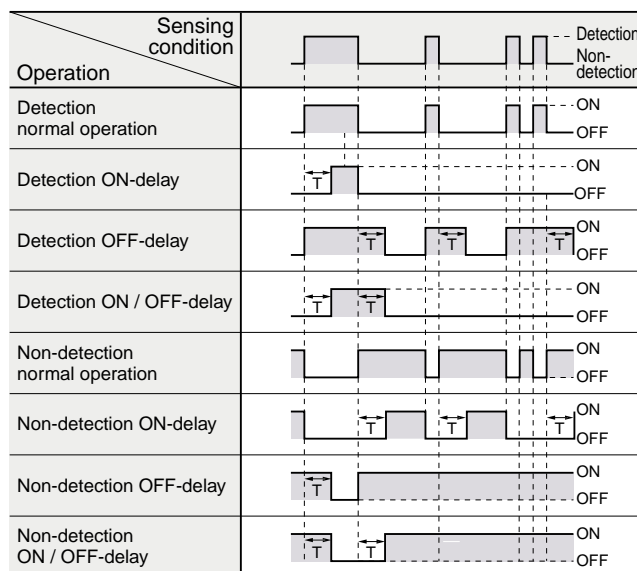 Sensing
condition
Operation
Detection
Non-
detection
Detection
normal operation
ON
OFF
Detection ON-delay
T
ON
OFF
Detection OFF-delay
T
T
T
ON
OFF
Detection ON / OFF-delay
T
T
ON
OFF
Non-detection
normal operation
ON
OFF
Non-detection ON-delay
T
T
T
ON
OFF
Non-detection OFF-delay
T
ON
OFF
Non-detection
ON / OFF-delay
T
T
ON
OFF